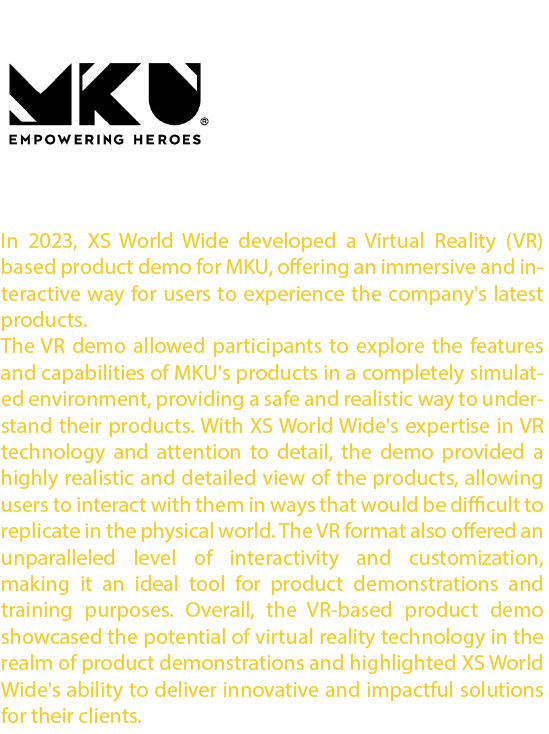 MKU®
EMPOWERING HEROES
In 2023, XS World Wide developed a Virtual Reality (VR)
based product demo for MKU, offering an immersive and in-
teractive way for users to experience the company's latest
products.
The VR demo allowed participants to explore the features
and capabilities of MKU's products in a completely simulat-
ed environment, providing a safe and realistic way to under-
stand their products. With XS World Wide's expertise in VR
technology and attention to detail, the demo provided a
highly realistic and detailed view of the products, allowing
users to interact with them in ways that would be difficult to
replicate in the physical world. The VR format also offered an
unparalleled level of interactivity and customization,
making it an ideal tool for product demonstrations and
training purposes. Overall, the VR-based product demo
showcased the potential of virtual reality technology in the
realm of product demonstrations and highlighted XS World
Wide's ability to deliver innovative and impactful solutions
for their clients.